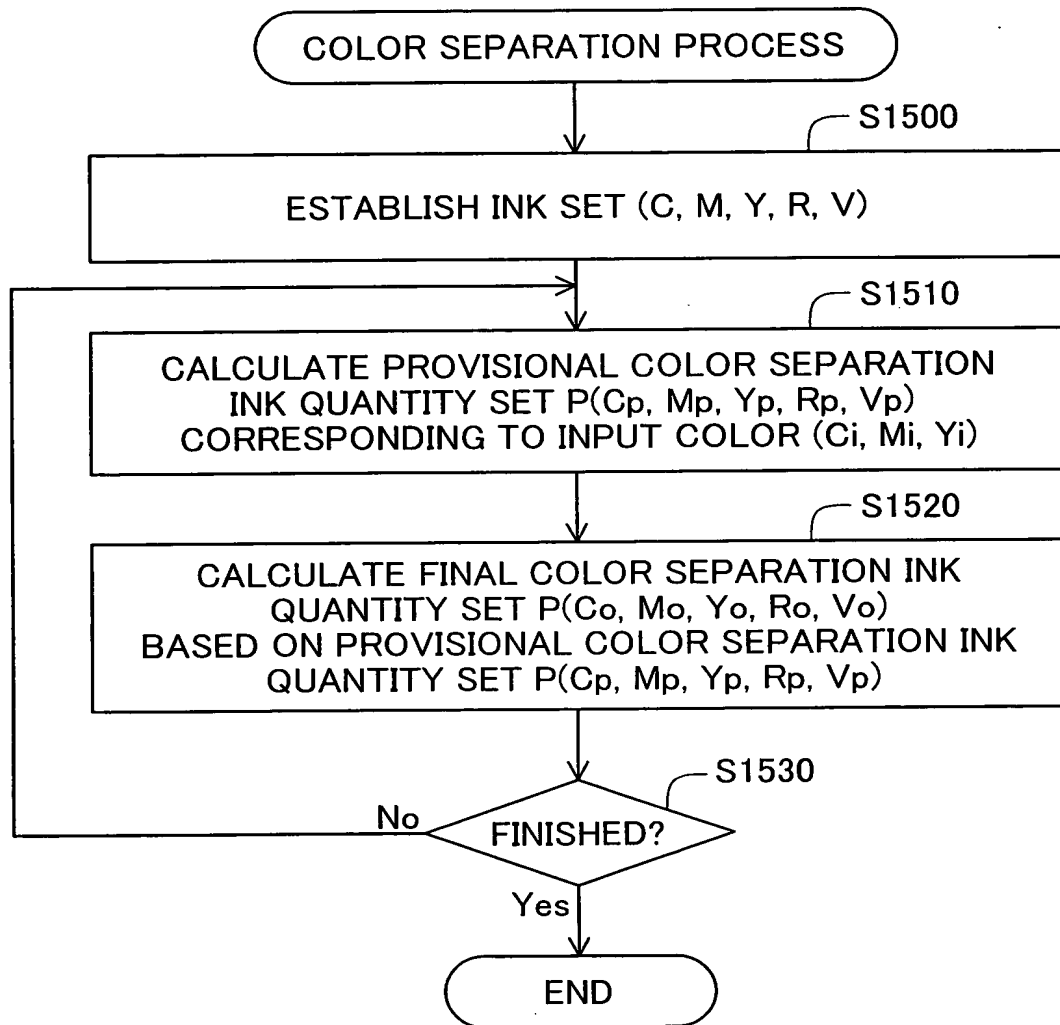 COLOR SEPARATION PROCESS
S1500
ESTABLISH INK SET (C, M, Y, R, V)
S1510
CALCULATE PROVISIONAL COLOR SEPARATION
INK QUANTITY SET P(Cp, Mp, Yp, Rp, Vp)
CORRESPONDING TO INPUT COLOR (Ci, Mi, Yi)
S1520
CALCULATE FINAL COLOR SEPARATION INK
QUANTITY SET P(Co, Mo, Yo, Ro, Vo)
BASED ON PROVISIONAL COLOR SEPARATION INK
QUANTITY SET P(Cp, Mp, Yp, Rp, Vp)
S1530
No
FINISHED?
Yes
END